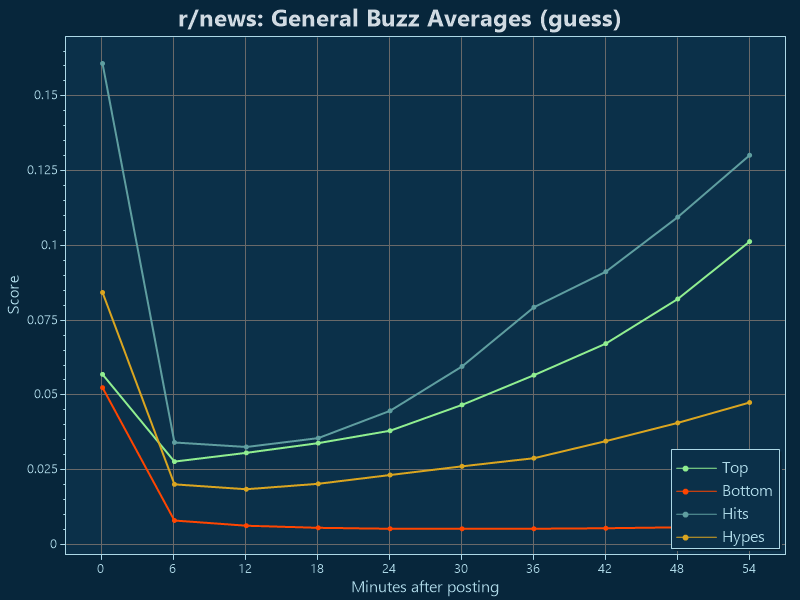 r/news: General Buzz Averages (guess)
Score
0.15
0.125
0.1
0.075
0.05
0.025
0
0 6 12 18 24 30 36 42 48 54
Minutes after posting
Top
Bottom
Hits
Hypes